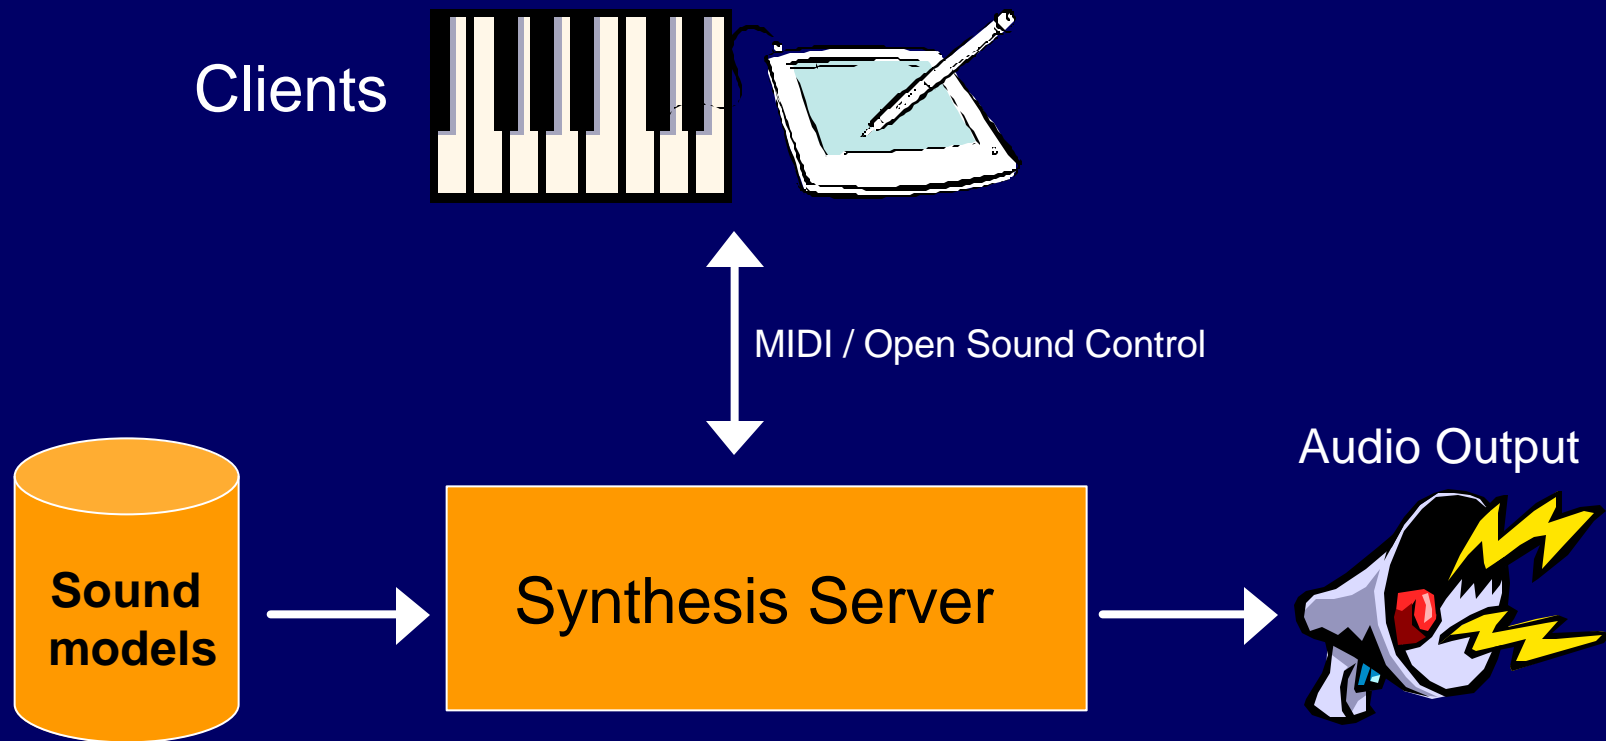 Clients
MIDI / Open Sound Control
Audio Output
Sound
models
Synthesis Server